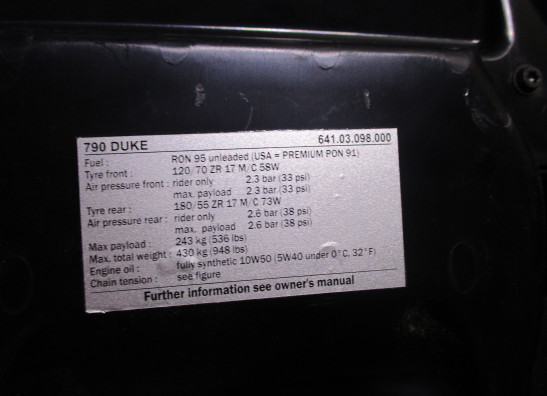 790 DUKE 641.03.098.000
Fuel : RON 95 unleaded (USA = PREMIUM PON 91)
Tyre front : 120/70 ZR 17 M/C 58W
Air pressure front : rider only 2.3 bar (33 psi)
max. payload 2.3 bar (33 psi)
Tyre rear : 180/55 ZR 17 M/C 73W
Air pressure rear : rider only 2.6 bar (38 psi)
max. payload 2.6 bar (38 psi)
Max payload : 243 kg (536 lbs)
Max. total weight : 430 kg (948 lbs)
Engine oil : fully synthetic 10W50 (5W40 under 0°C, 32°F)
Chain tension : see figure
Further information see owner's manual